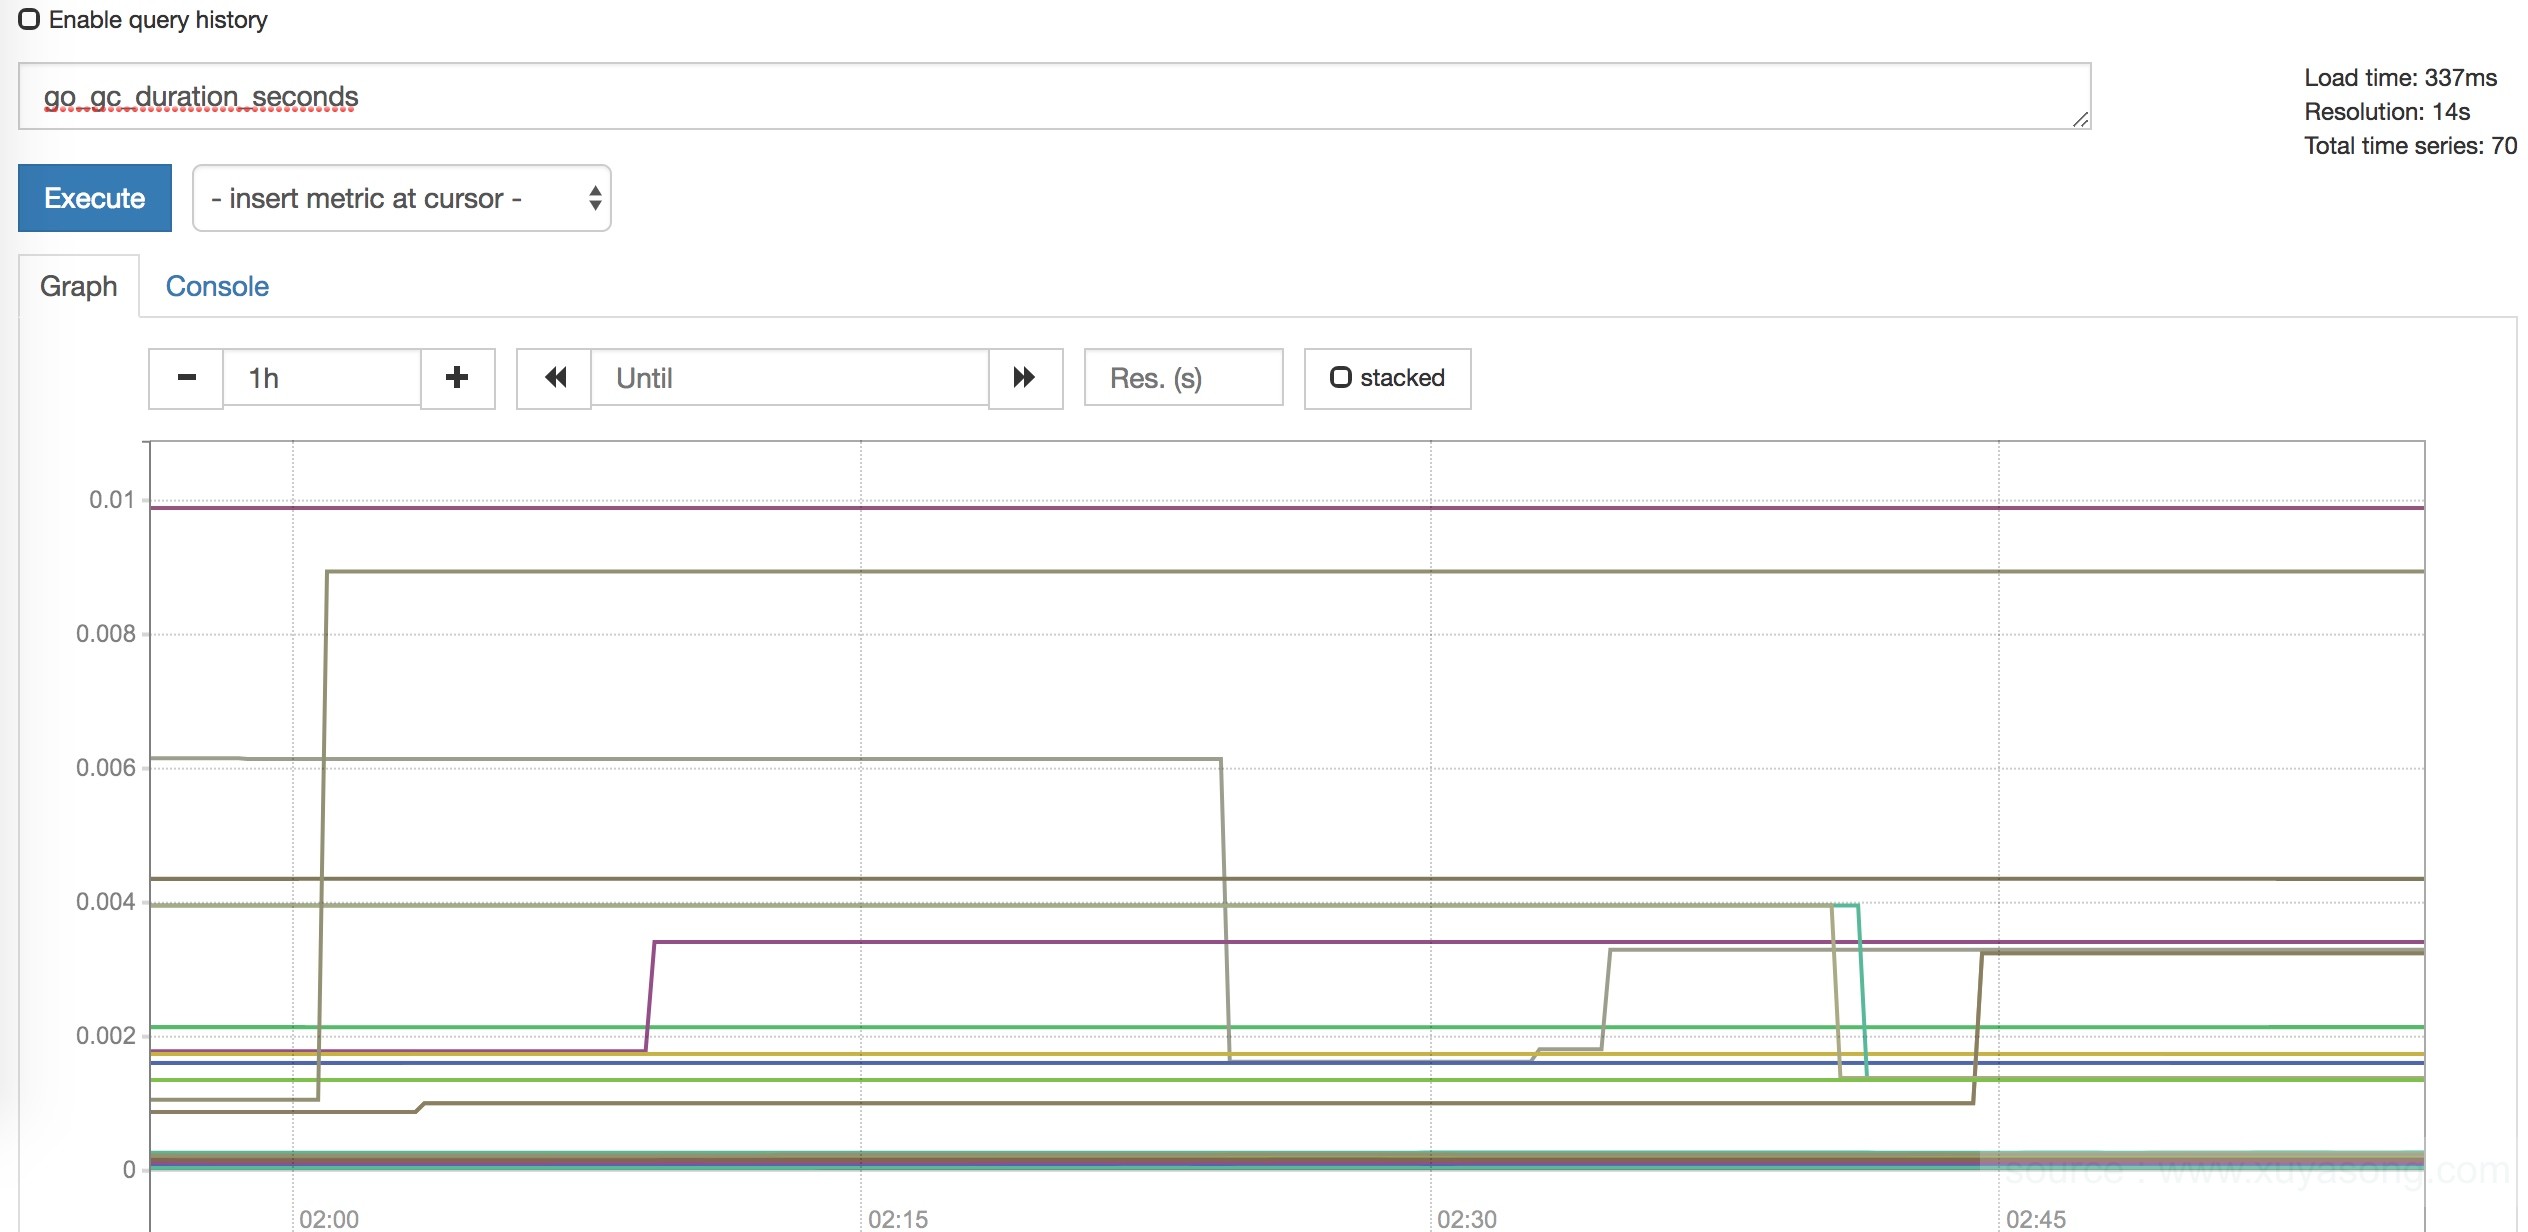 Enable query history
go_gc_duration_seconds
Load time: 337ms
Resolution: 14s
Total time series: 70
Execute
- insert metric at cursor -
Graph
Console
1h
Until
Res. (s)
stacked
0.01
0.008
0.006
0.004
0.002
0
source : www.xuyasong.com
02:00
02:15
02:30
02:45